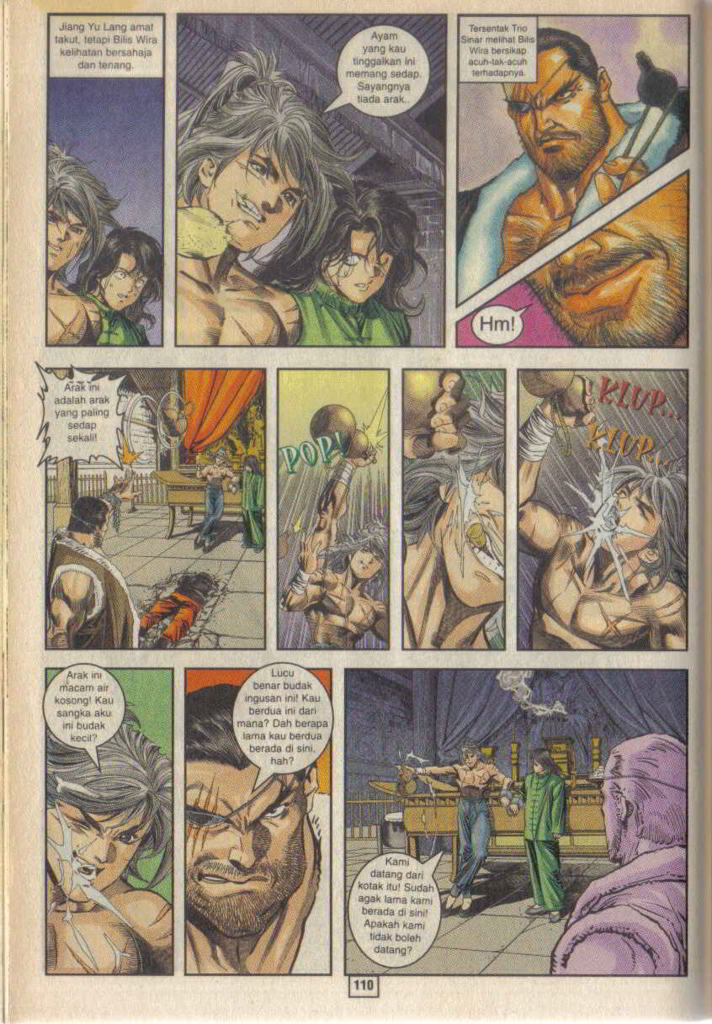 Jiang Yu Lang amat
takut, tetapi Bilis Wira
kelihatan bersahaja
dan tenang.
Ayam
yang kau
tinggalkan ini
memang sedap.
Sayangnya
tiada arak..
Tersentak Trio
Sinar melihat Bilis
Wira bersikap
acuh-tak-acuh
terhadapnya.
Hm!
Arak ini
adalah arak
yang paling
sedap
sekali!
POP!
KLUP...
KLUP...
Arak ini
macam air
kosong! Kau
sangka aku
ini budak
kecil?
Lucu
benar budak
ingusan ini! Kau
berdua ini dari
mana? Dah berapa
lama kau berdua
berada di sini,
hah?
Kami
datang dari
kotak itu! Sudah
agak lama kami
berada di sini!
Apakah kami
tidak boleh
datang?
110